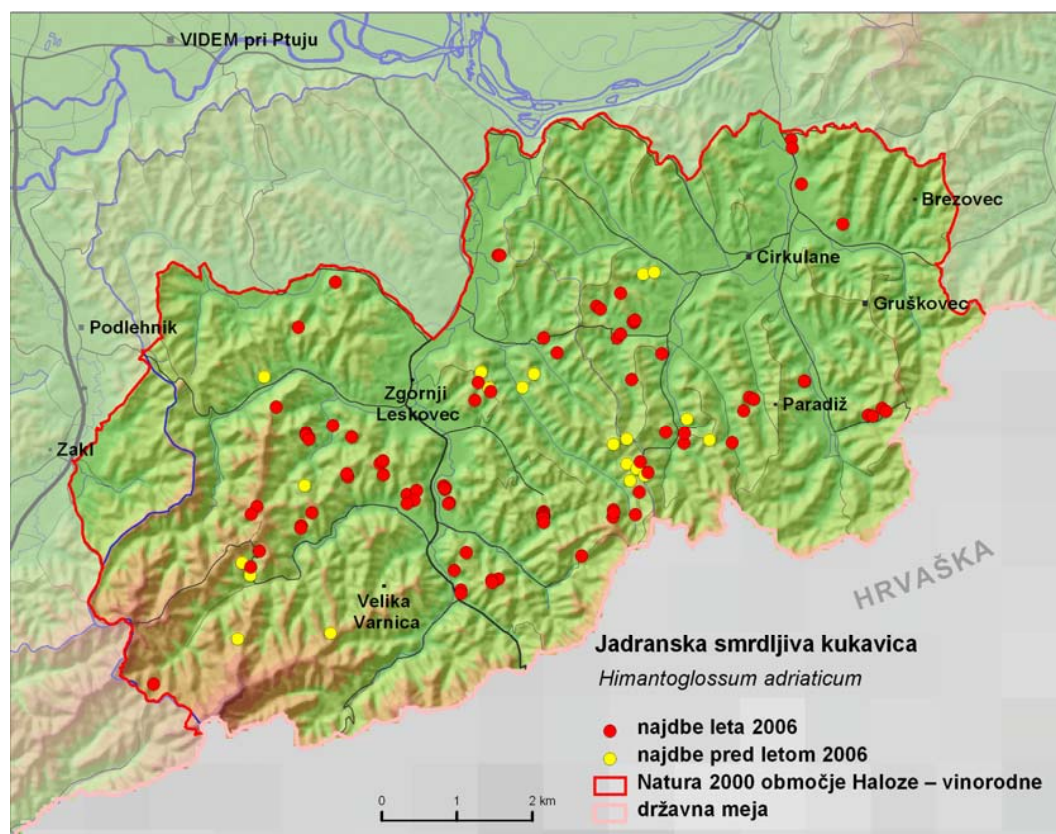 VIDEM pri Ptuju
Brezovec
Cirkulane
Gruškovec
Podlehnik
Zgornji
Leskovec
Paradiž
Zakl
HRVAŠKA
Velika
Varnica
Jadranska smrdljiva kukavica
Himantoglossum adriaticum
najdbe leta 2006
najdbe pred letom 2006
Natura 2000 območje Haloze – vinorodne
državna meja
0 1 2 km